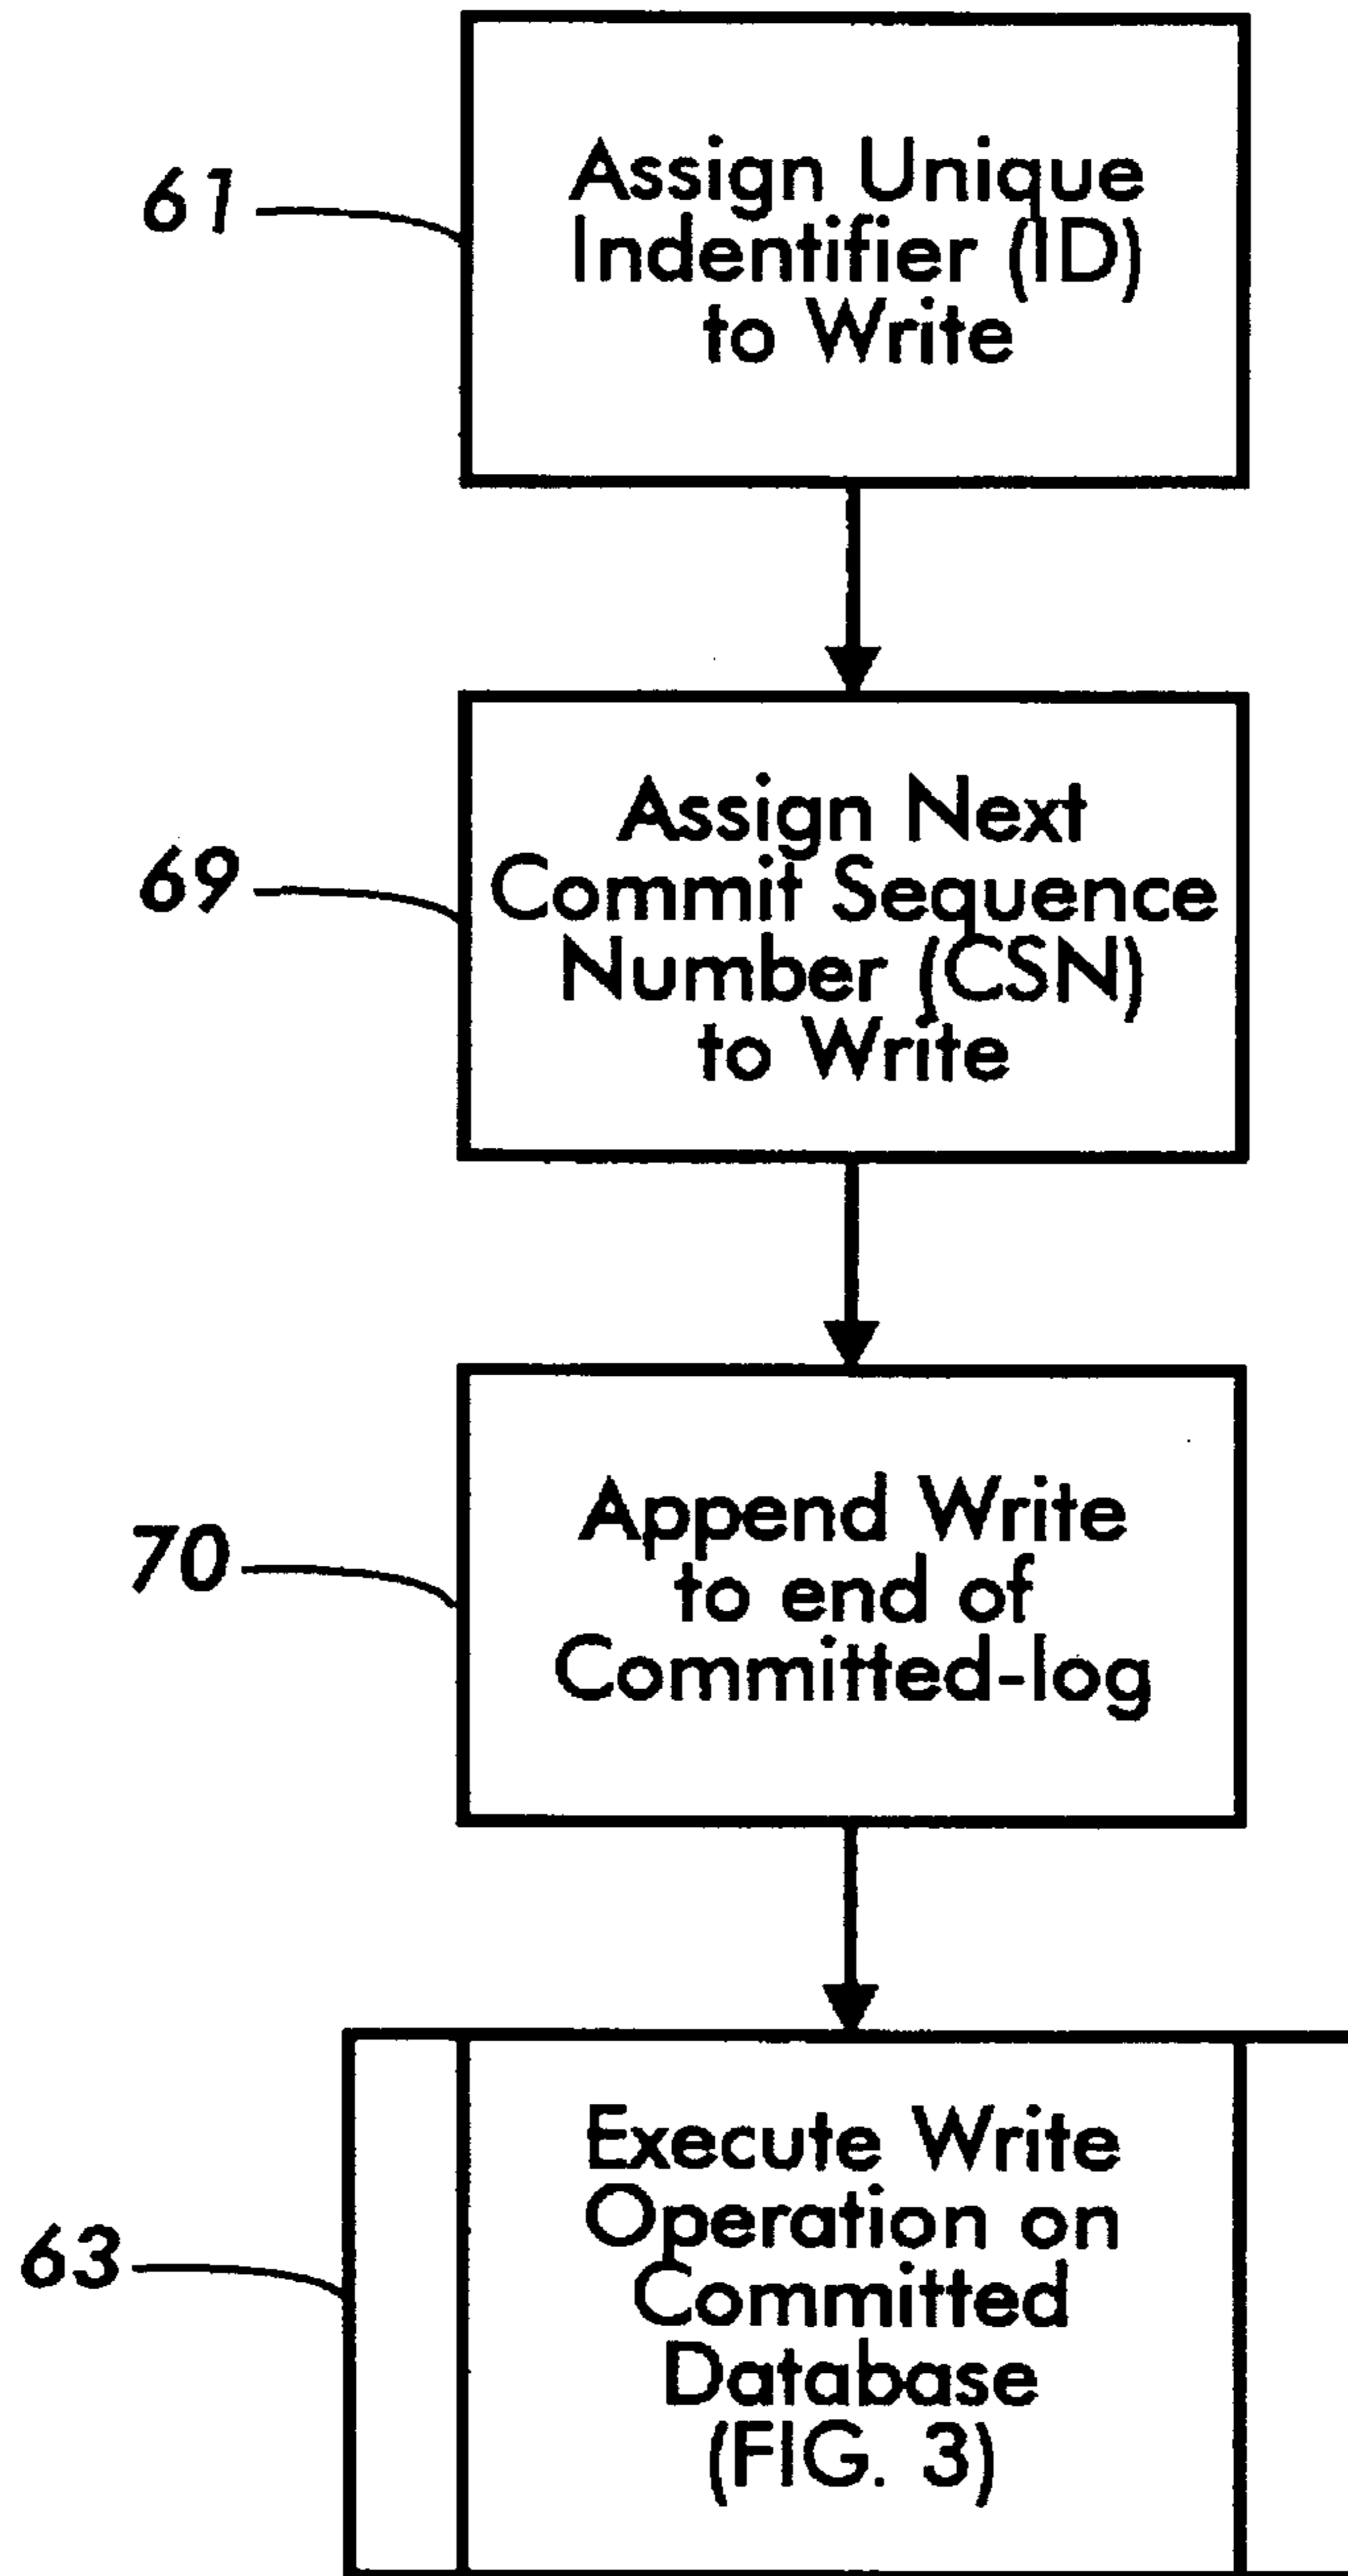 61
Assign Unique
Indentifier (ID)
to Write
69
Assign Next
Commit Sequence
Number (CSN)
to Write
70
Append Write
to end of
Committed-log
63
Execute Write
Operation on
Committed
Database
(FIG. 3)